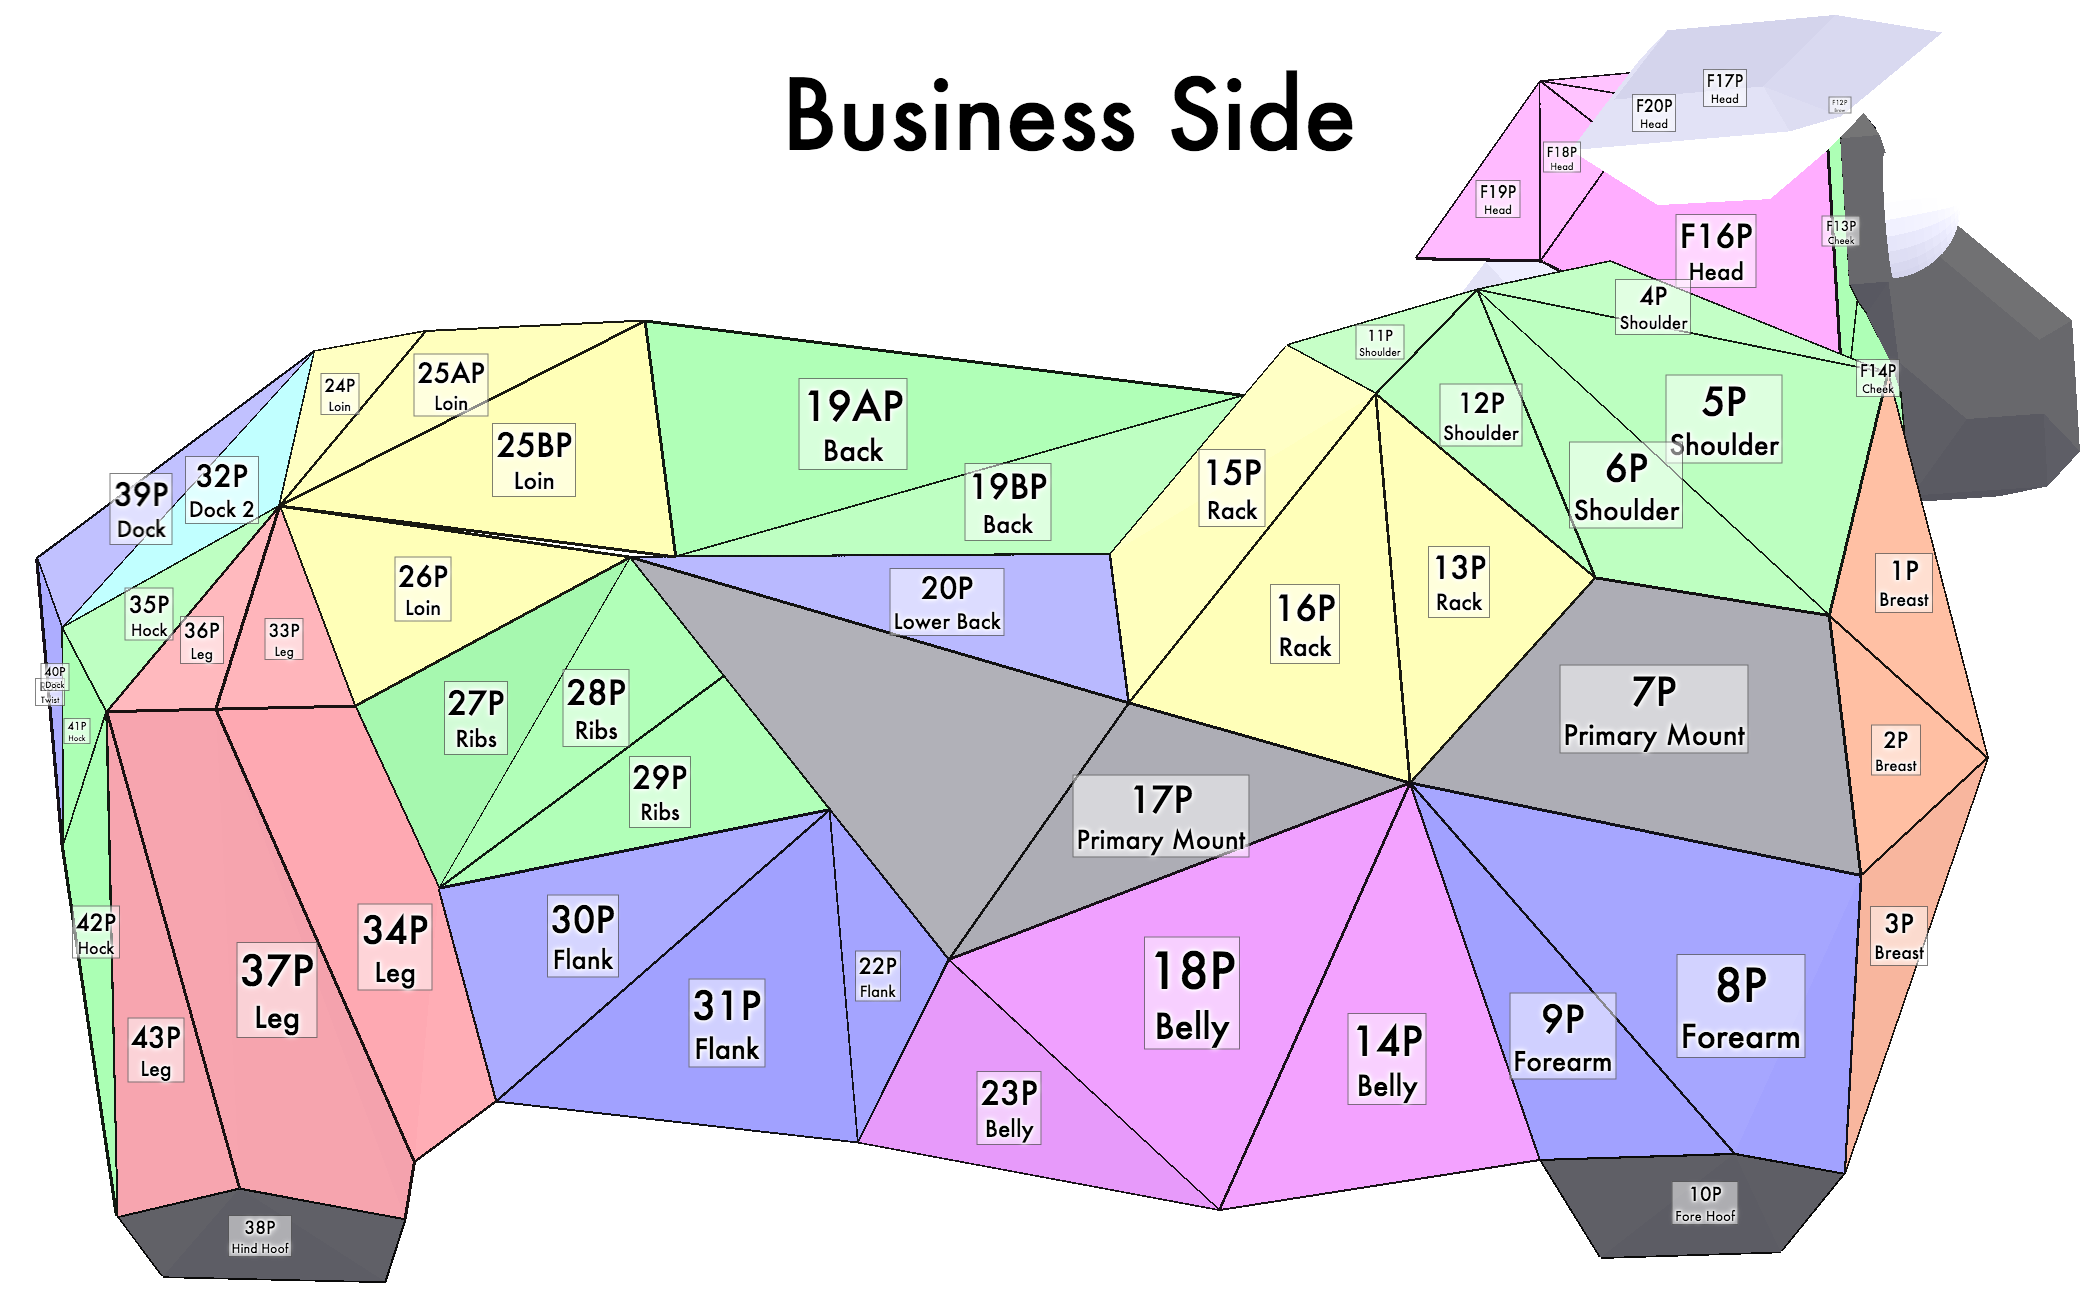 Business Side
F17P
Head
F20P
Head
F12P
F18P
Head
F19P
Head
F13P
Cheek
F16P
Head
4P
Shoulder
11P
Shoulder
F14P
Cheek
24P
Loin
25AP
Loin
19AP
Back
12P
Shoulder
5P
Shoulder
25BP
Loin
15P
Rack
6P
Shoulder
39P
Dock
32P
Dock 2
19BP
Back
26P
Loin
20P
Lower Back
13P
Rack
1P
Breast
35P
Hock
36P
Leg
33P
Leg
16P
Rack
40P
Dock
Twist
27P
Ribs
28P
Ribs
7P
Primary Mount
41P
Hock
2P
Breast
29P
Ribs
17P
Primary Mount
42P
Hock
34P
Leg
30P
Flank
3P
Breast
37P
Leg
22P
Flank
18P
Belly
8P
Forearm
31P
Flank
9P
Forearm
43P
Leg
14P
Belly
23P
Belly
10P
Fore Hoof
38P
Hind Hoof